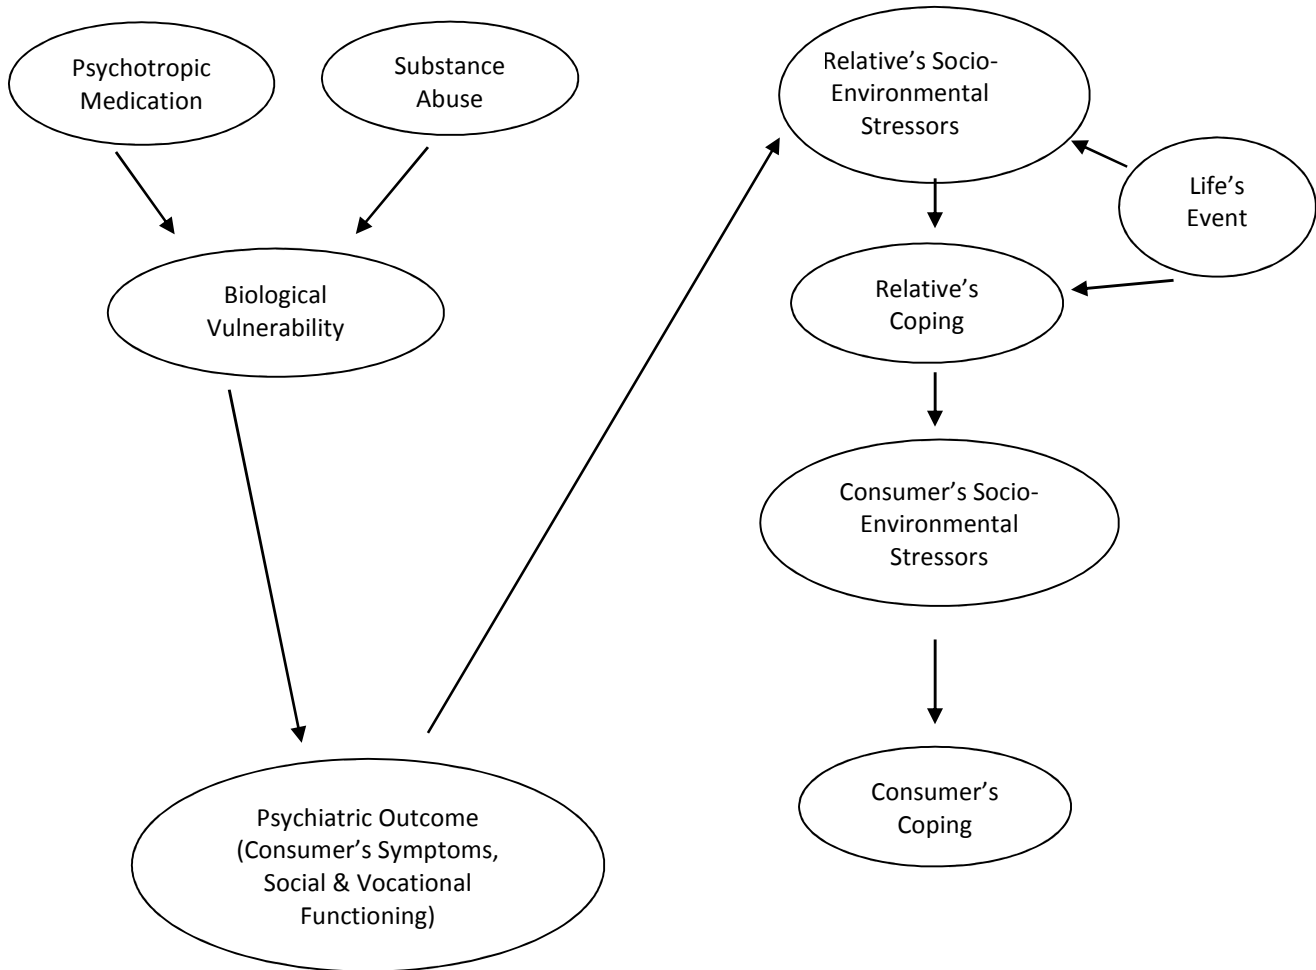 Psychotropic
Medication
Substance
Abuse
Relative’s Socio-
Environmental
Stressors
Life’s
Event
Biological
Vulnerability
Relative’s
Coping
Consumer’s Socio-
Environmental
Stressors
Psychiatric Outcome
(Consumer’s Symptoms,
Social & Vocational
Functioning)
Consumer’s
Coping